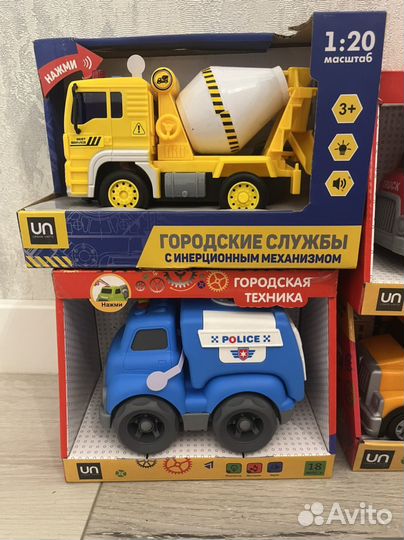 НАЖМИ
1:20
масштаб
3+
UN
ГОРОДСКИЕ СЛУЖБЫ
С ИНЕРЦИОННЫМ МЕХАНИЗМОМ
TRUCK
ГОРОДСКАЯ
ТЕХНИКА
Нажми
POLICE
UN
UN
18
UN
Avito